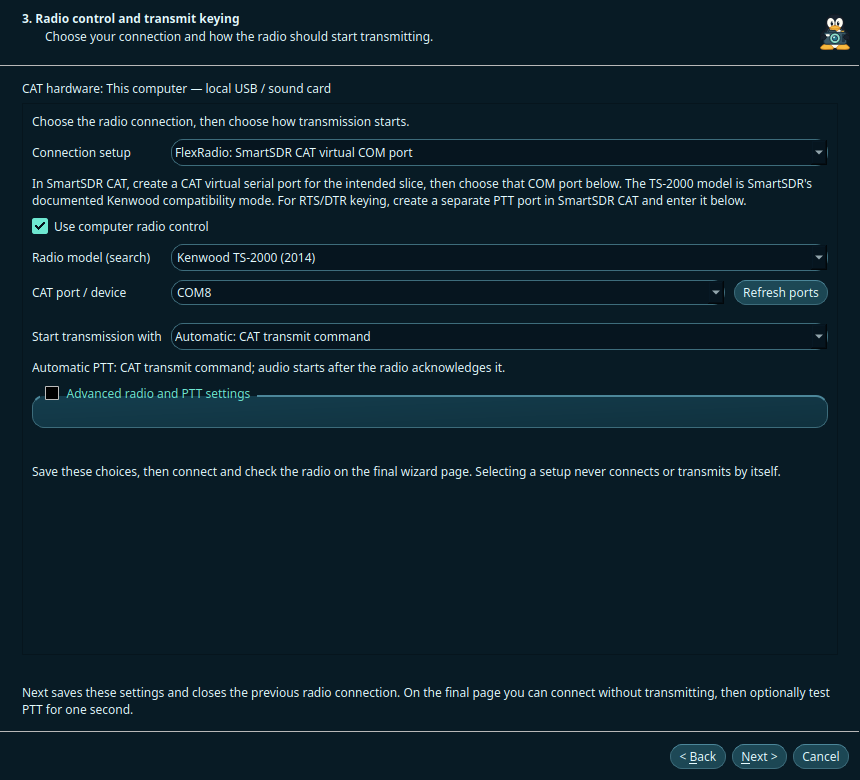 3. Radio control and transmit keying
Choose your connection and how the radio should start transmitting.
CAT hardware: This computer — local USB / sound card
Choose the radio connection, then choose how transmission starts.
Connection setup FlexRadio: SmartSDR CAT virtual COM port
In SmartSDR CAT, create a CAT virtual serial port for the intended slice, then choose that COM port below. The TS-2000 model is SmartSDR's
documented Kenwood compatibility mode. For RTS/DTR keying, create a separate PTT port in SmartSDR CAT and enter it below.
Use computer radio control
Radio model (search) Kenwood TS-2000 (2014)
CAT port / device COM8 Refresh ports
Start transmission with Automatic: CAT transmit command
Automatic PTT: CAT transmit command; audio starts after the radio acknowledges it.
Advanced radio and PTT settings
Save these choices, then connect and check the radio on the final wizard page. Selecting a setup never connects or transmits by itself.
Next saves these settings and closes the previous radio connection. On the final page you can connect without transmitting, then optionally test
PTT for one second.
< Back Next > Cancel